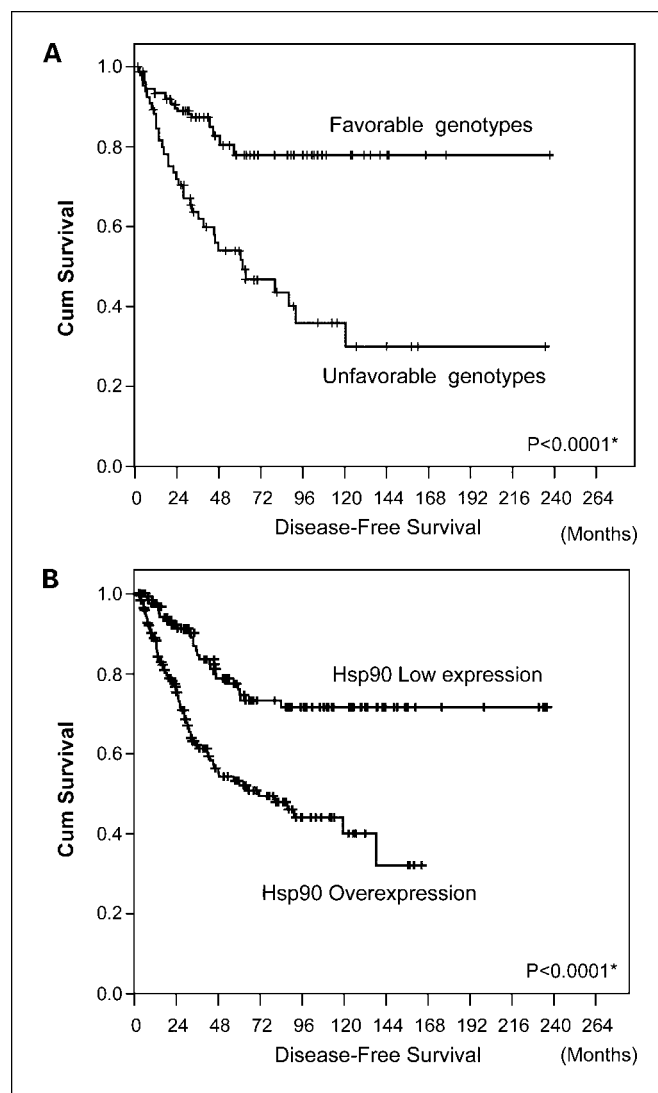 A
1.0
0.8
0.6
0.4
0.2
0.0
Cum Survival
Favorable genotypes
Unfavorable genotypes
P<0.0001*
0 24 48 72 96 120 144 168 192 216 240 264
Disease-Free Survival (Months)
B
1.0
0.8
0.6
0.4
0.2
0.0
Cum Survival
Hsp90 Low expression
Hsp90 Overexpression
P<0.0001*
0 24 48 72 96 120 144 168 192 216 240 264
Disease-Free Survival (Months)